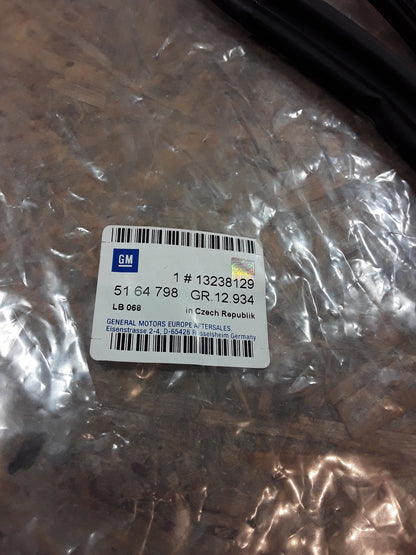 GM
1 # 13238129
51 64 798 GR.12.934
LB 068 in Czech Republik
GENERAL MOTORS EUROPE AFTERSALES.
Eisenstrasse 2-4, D-65428 Rüsselsheim Germany